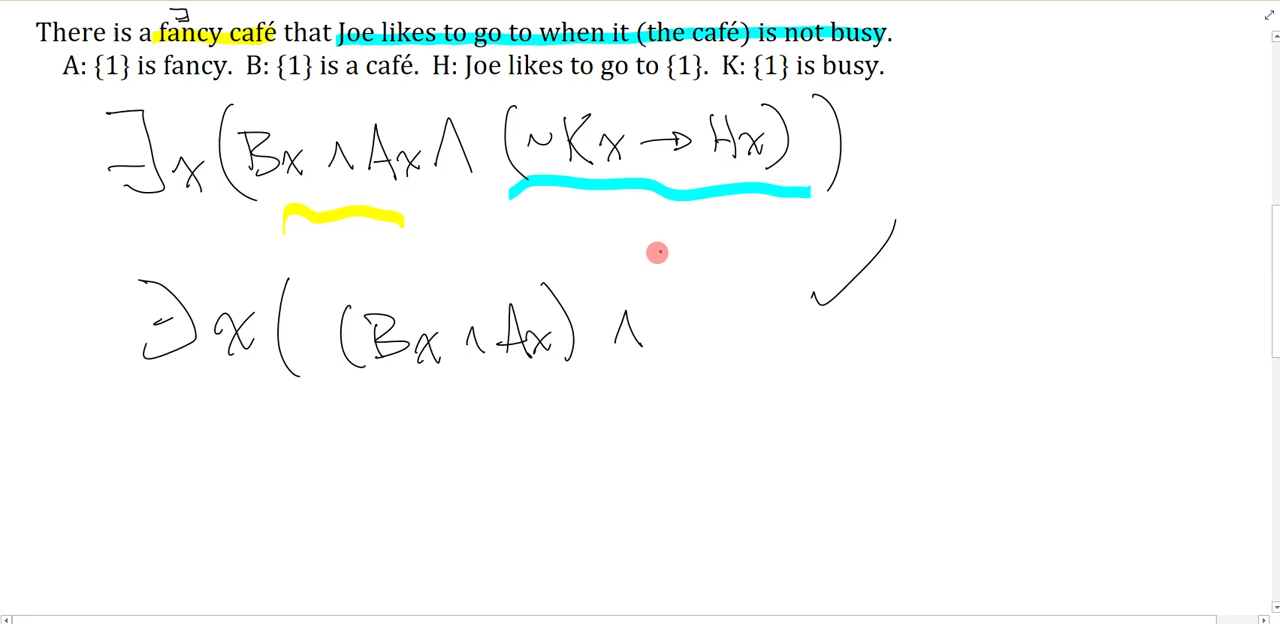 ∃
There is a fancy café that Joe likes to go to when it (the café) is not busy.
A: {1} is fancy. B: {1} is a café. H: Joe likes to go to {1}. K: {1} is busy.
∃x(Bx∧Ax∧(~Kx→Hx))
∃x((Bx∧Ax)∧